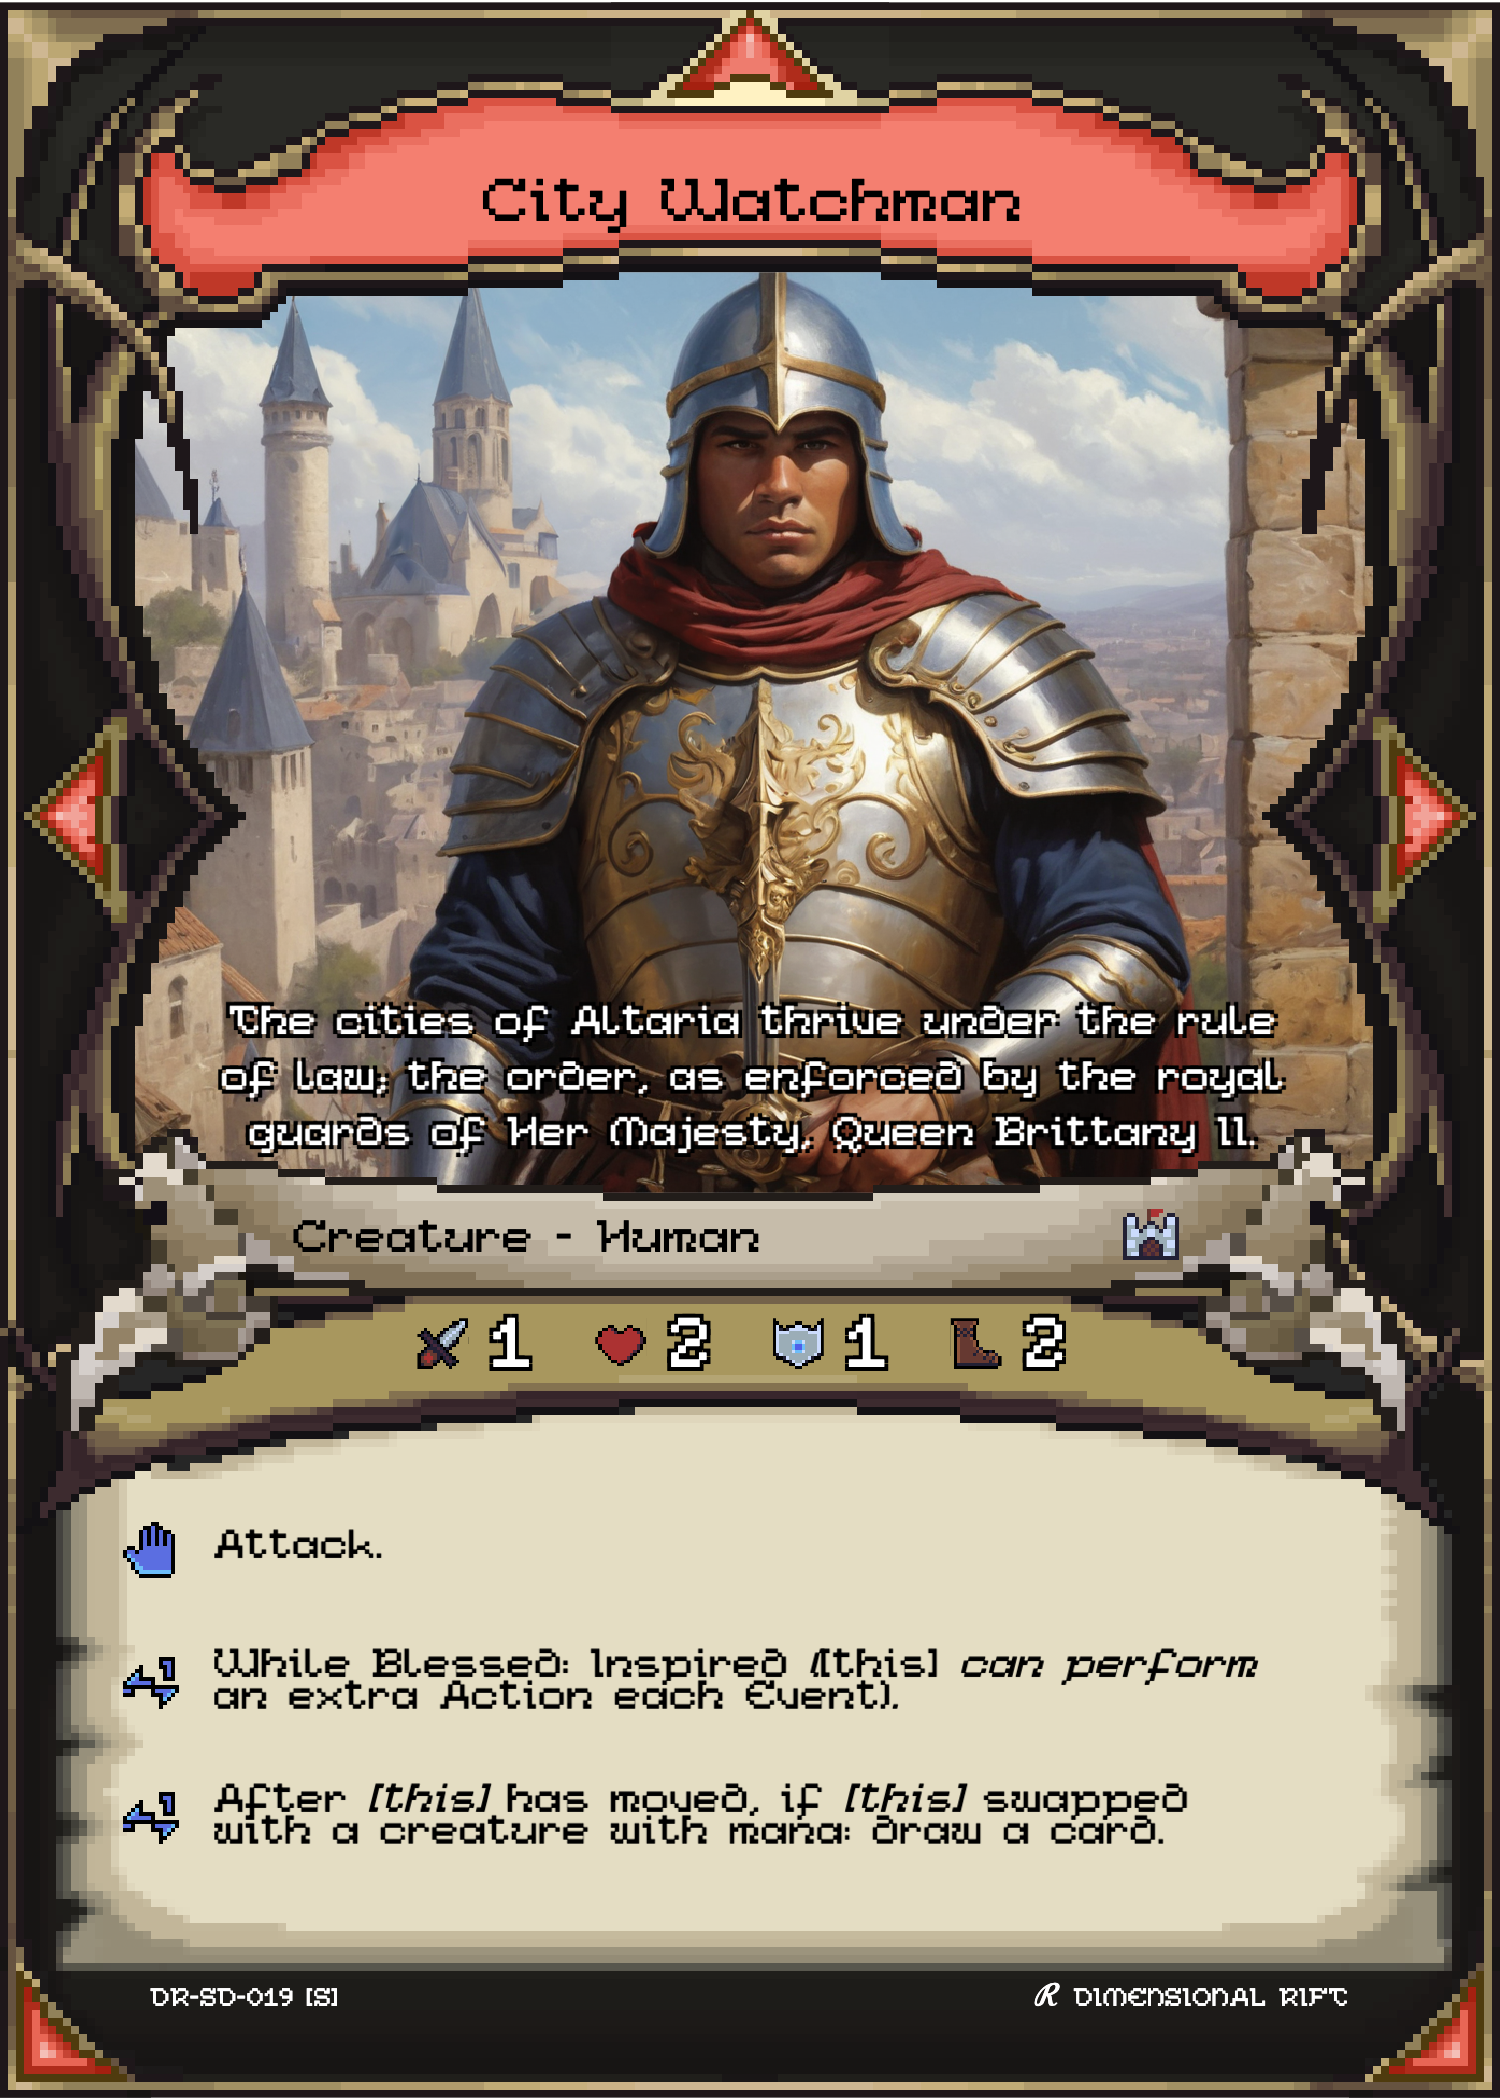 City Watchman
The cities of Altaria thrive under the rule
of law; the order, as enforced by the royal
guards of Her Majesty, Queen Brittany II.
Creature - Human
1 2 1 2
Attack.
While Blessed: Inspired ([this] can perform
an extra Action each Event).
After [this] has moved, if [this] swapped
with a creature with mana: draw a card.
DR-SD-019 [S]
R DIMENSIONAL RIFT